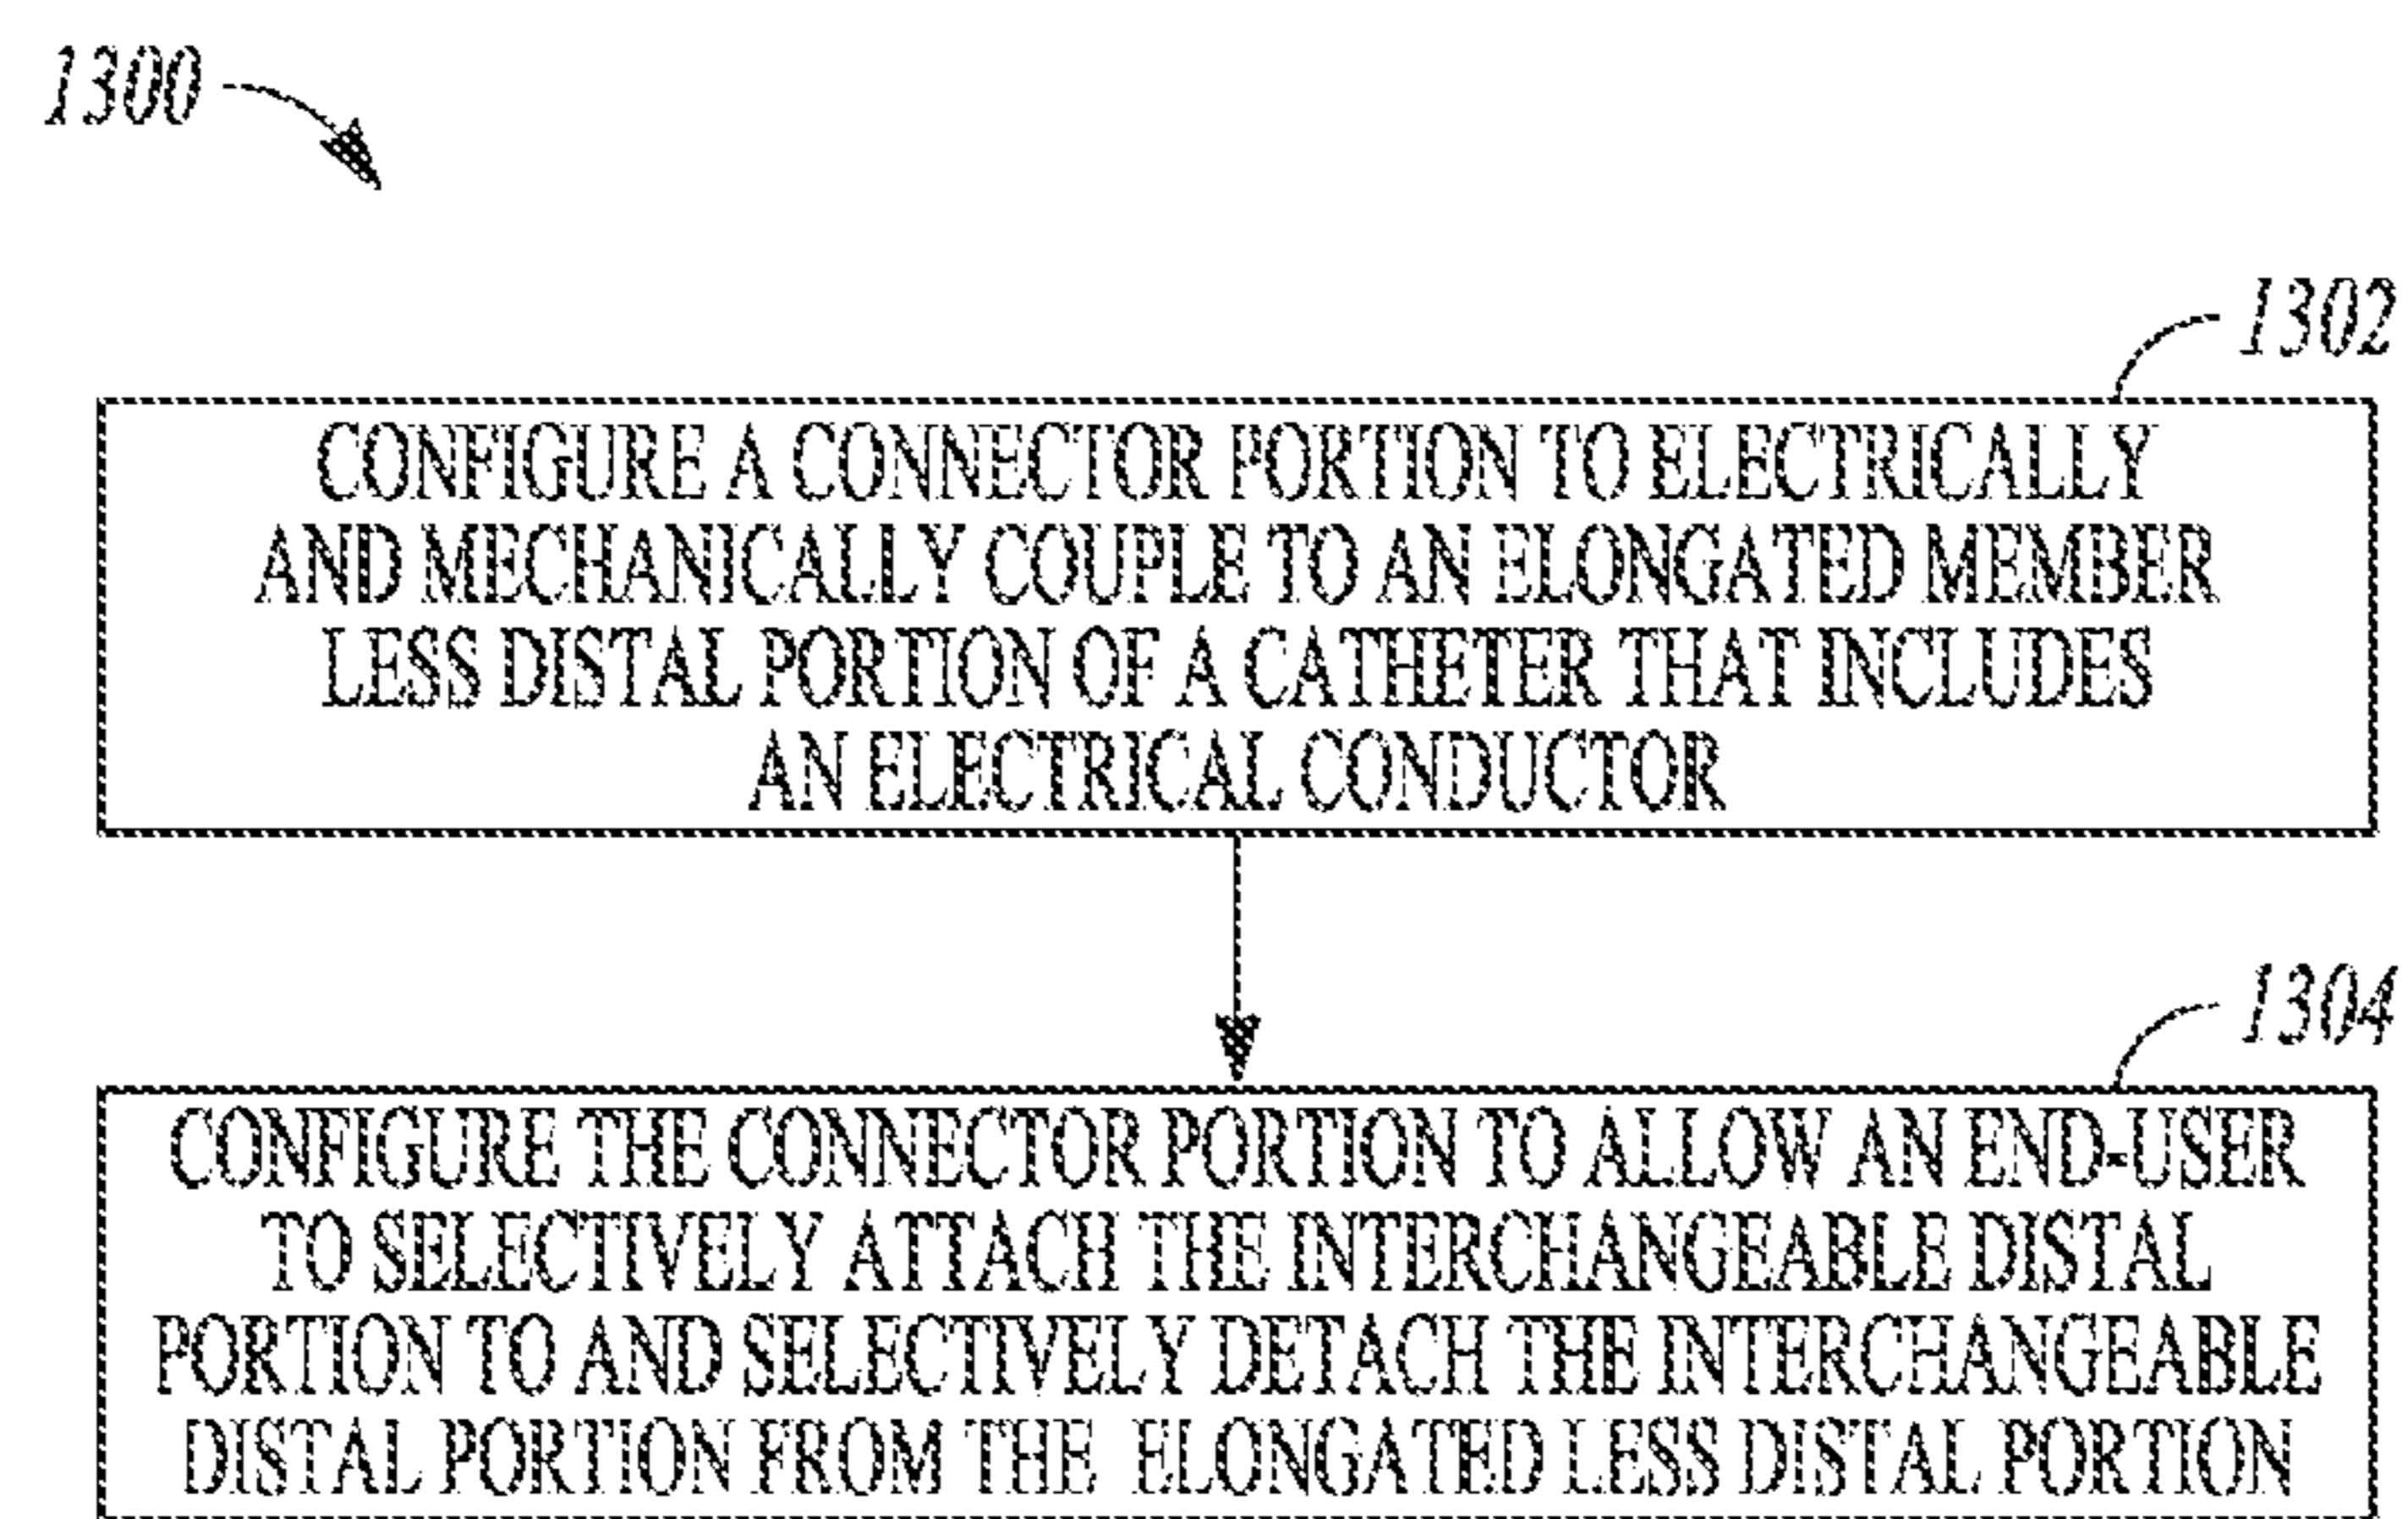 1300
1302
CONFIGURE A CONNECTOR PORTION TO ELECTRICALLY
AND MECHANICALLY COUPLE TO AN ELONGATED MEMBER
LESS DISTAL PORTION OF A CATHETER THAT INCLUDES
AN ELECTRICAL CONDUCTOR
1304
CONFIGURE THE CONNECTOR PORTION TO ALLOW AN END-USER
TO SELECTIVELY ATTACH THE INTERCHANGEABLE DISTAL
PORTION TO AND SELECTIVELY DETACH THE INTERCHANGEABLE
DISTAL PORTION FROM THE ELONGATED LESS DISTAL PORTION